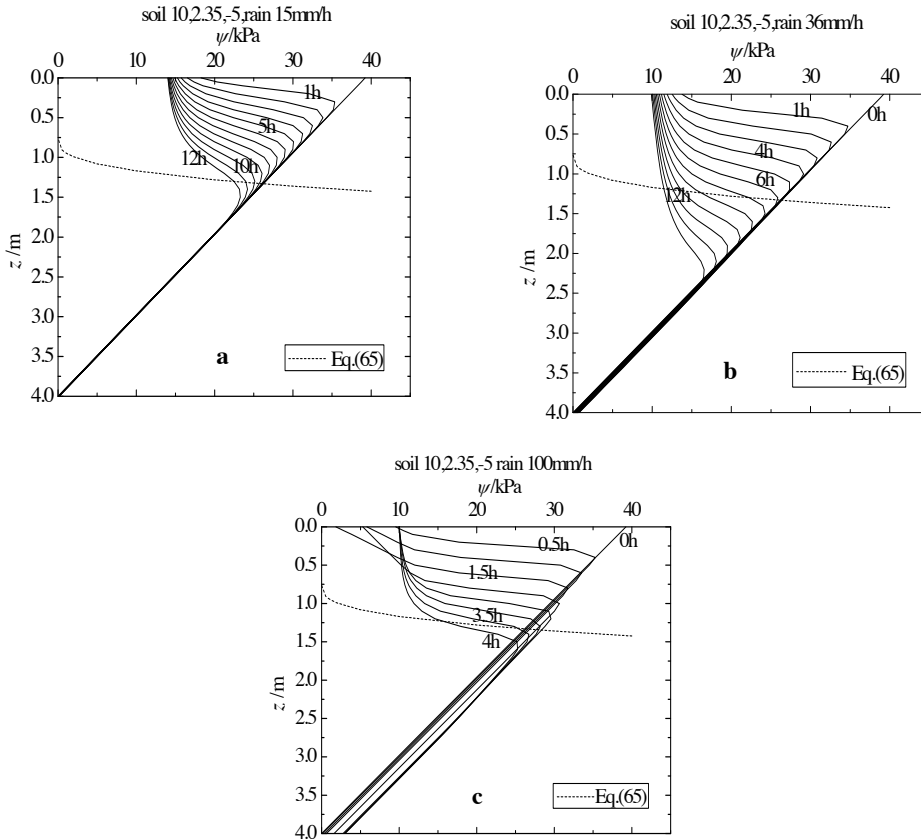 soil 10,2.35,-5,rain 15mm/h
ψ/kPa
0 10 20 30 40
0.0
0.5
1.0
1.5
2.0
2.5
3.0
3.5
4.0
z /m
1h
5h
10h
12h
a
Eq.(65)
soil 10,2.35,-5,rain 36mm/h
ψ/kPa
0 10 20 30 40
0.0
0.5
1.0
1.5
2.0
2.5
3.0
3.5
4.0
z /m
0h
1h
4h
6h
12h
b
Eq.(65)
soil 10,2.35,-5 rain 100mm/h
ψ/kPa
0 10 20 30 40
0.0
0.5
1.0
1.5
2.0
2.5
3.0
3.5
4.0
z /m
0h
0.5h
1.5h
3.5h
4h
c
Eq.(65)